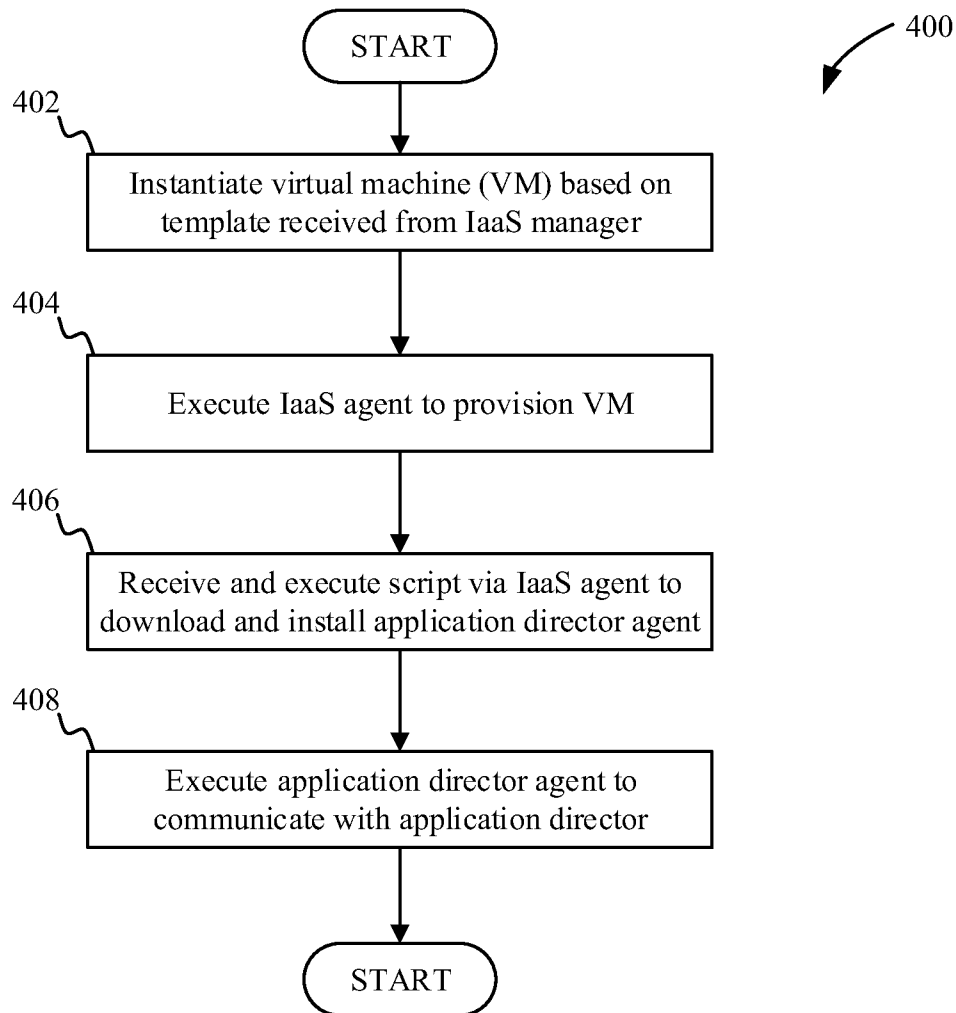 START
400
402
Instantiate virtual machine (VM) based on
template received from IaaS manager
404
Execute IaaS agent to provision VM
406
Receive and execute script via IaaS agent to
download and install application director agent
408
Execute application director agent to
communicate with application director
START